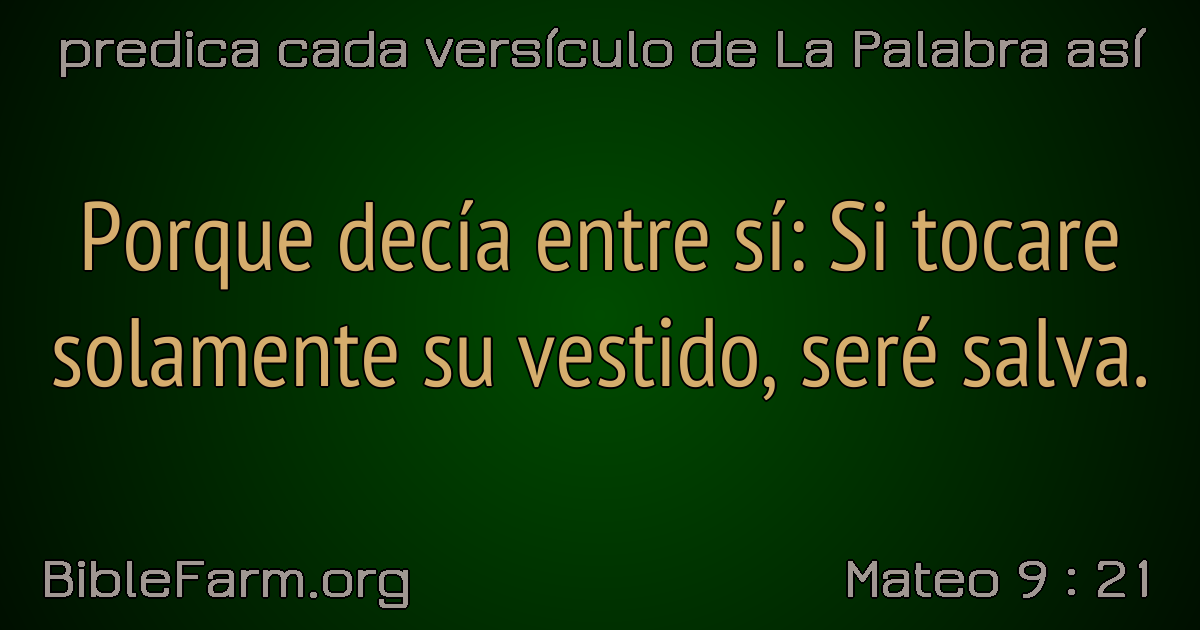 predica cada versículo de La Palabra así
Porque decía entre sí: Si tocare
solamente su vestido, seré salva.
BibleFarm.org
Mateo 9 : 21